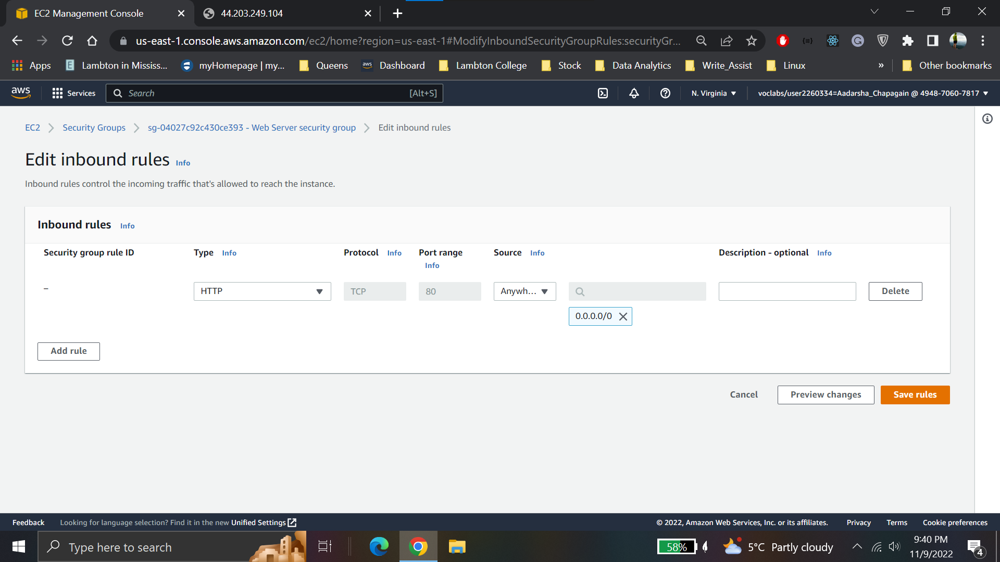 EC2 Management Console
44.203.249.104
us-east-1.console.aws.amazon.com/ec2/home?region=us-east-1#ModifyInboundSecurityGroupRules:securityGr...
Apps
Lambton in Mississ...
myHomepage | my...
Queens
aws
Dashboard
Lambton College
Stock
Data Analytics
Write_Assist
Linux
»
Other bookmarks
aws
Services
Search
[Alt+S]
N. Virginia
voclabs/user2260334=Aadarsha_Chapagain @ 4948-7060-7817
EC2
Security Groups
sg-04027c92c430ce393 - Web Server security group
Edit inbound rules
Edit inbound rules Info
Inbound rules control the incoming traffic that's allowed to reach the instance.
Inbound rules Info
Security group rule ID
Type Info
Protocol Info
Port range
Info
Source Info
Description - optional Info
–
HTTP
TCP
80
Anywh...
0.0.0.0/0
Delete
Add rule
Cancel
Preview changes
Save rules
Feedback
Looking for language selection? Find it in the new Unified Settings
© 2022, Amazon Web Services, Inc. or its affiliates.
Privacy
Terms
Cookie preferences
Type here to search
58%
5°C Partly cloudy
9:40 PM
11/9/2022
4